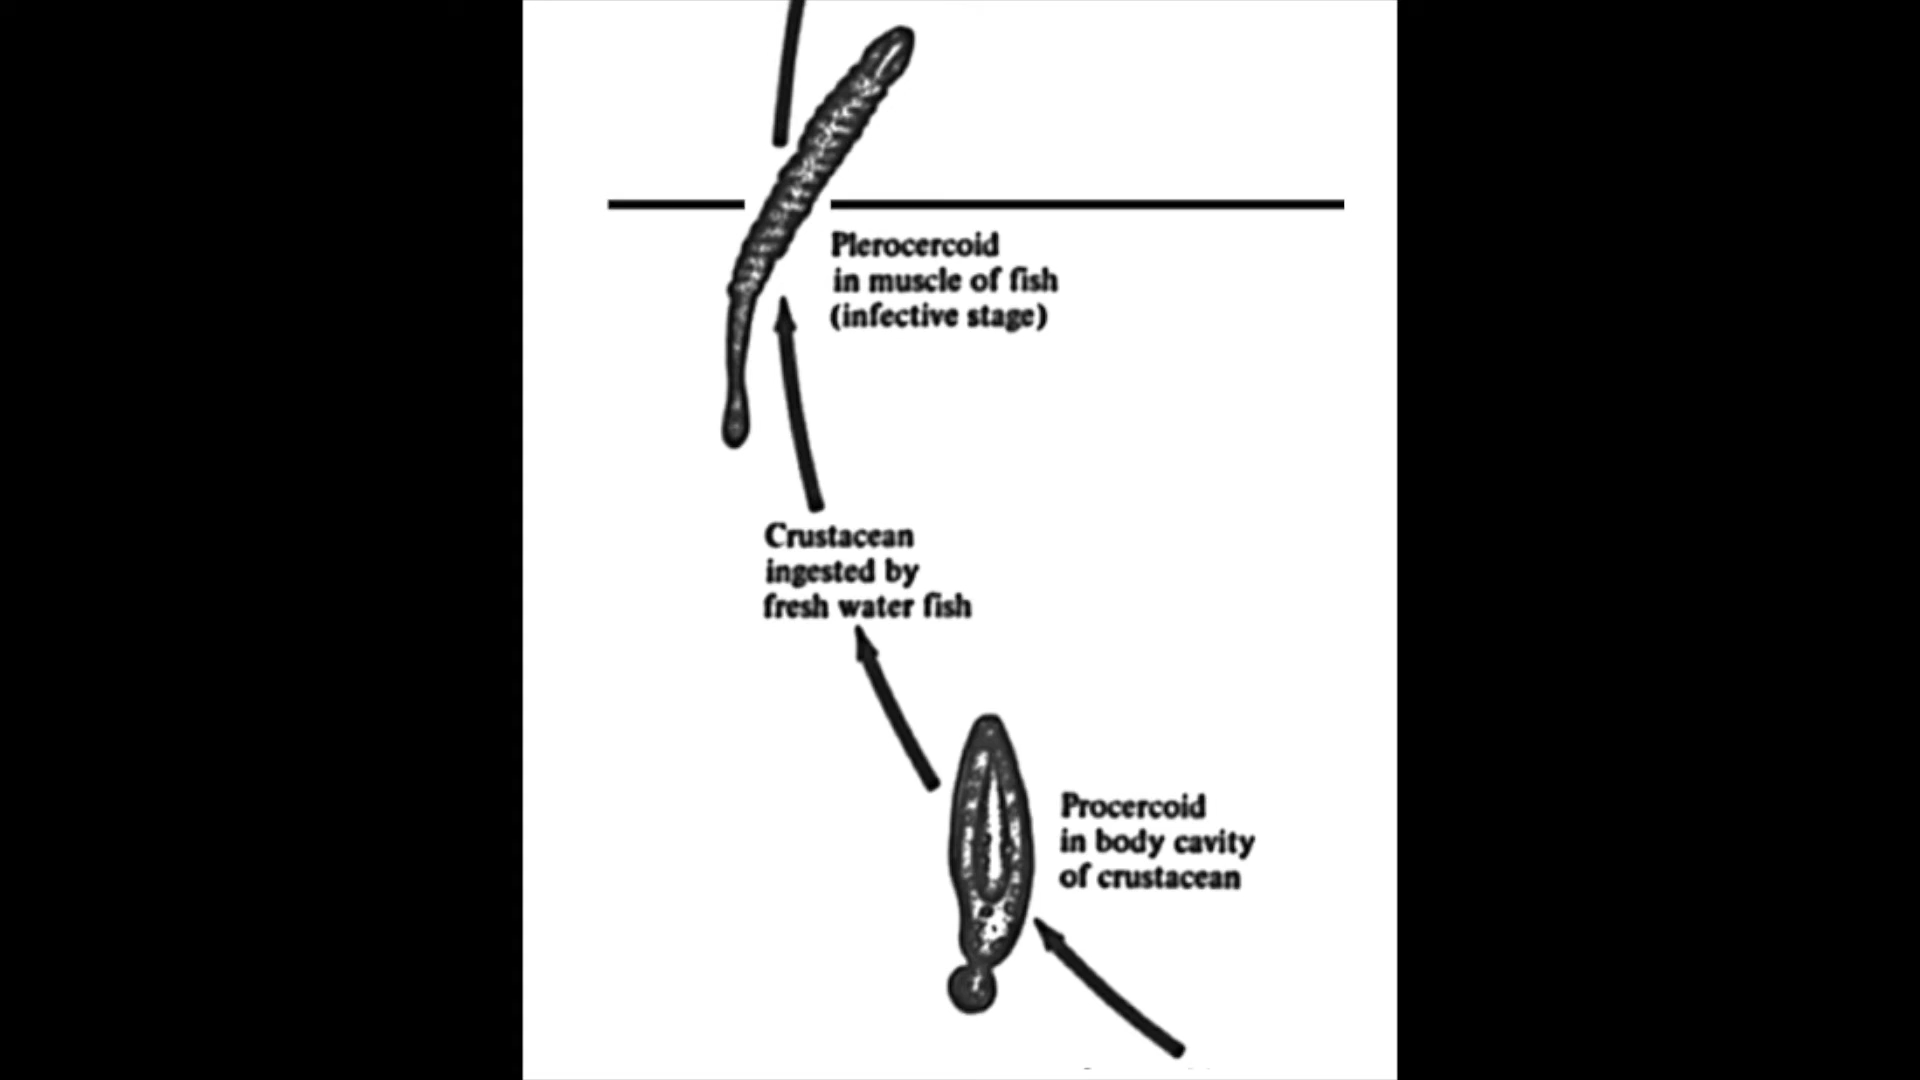 Plerocercoid
in muscle of fish
(infective stage)
Crustacean
ingested by
fresh water fish
Procercoid
in body cavity
of crustacean